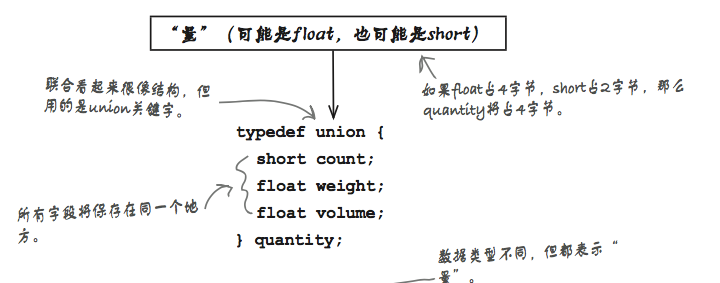 “量”（可能是float，也可能是short）
联合看起来很像结构，但
用的是union关键字。
如果float占4字节，short占2字节，那么
quantity将占4字节。
typedef union {
short count;
float weight;
float volume;
所有字段将保存在同一个地
方。
} quantity;
数据类型不同，但都表示“
量”。